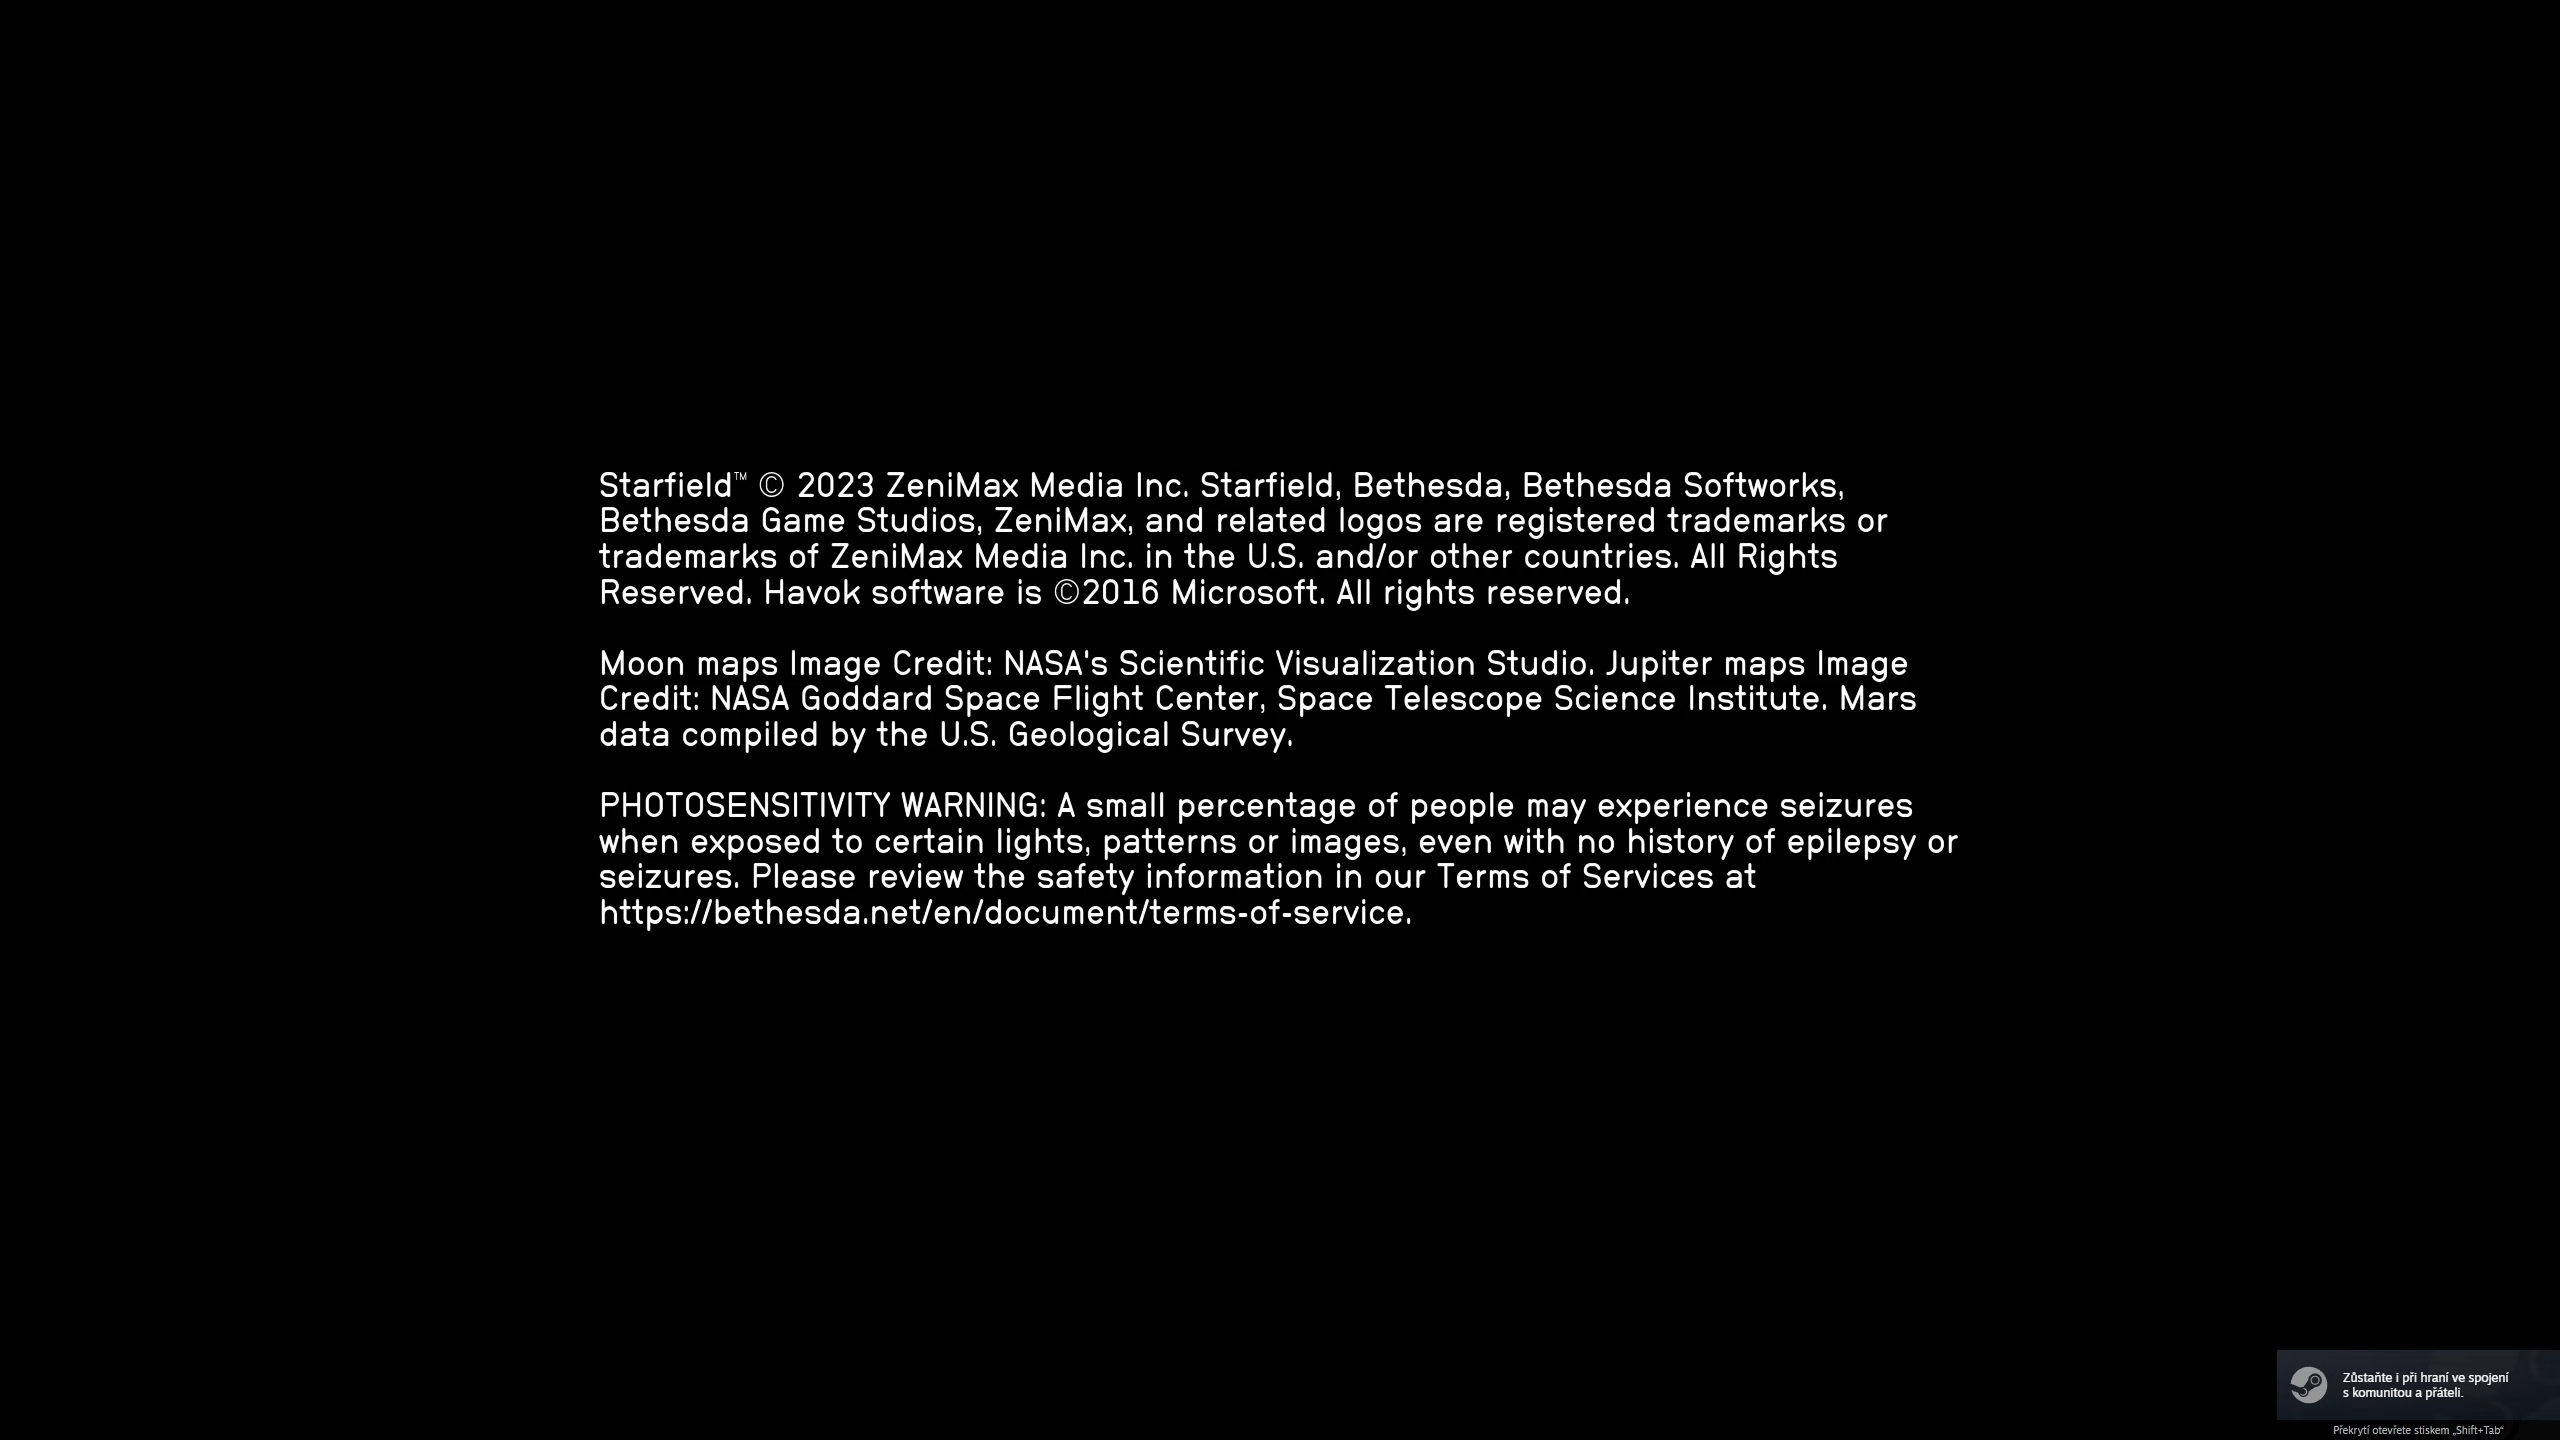 Starfield™ © 2023 ZeniMax Media Inc. Starfield, Bethesda, Bethesda Softworks,
Bethesda Game Studios, ZeniMax, and related logos are registered trademarks or
trademarks of ZeniMax Media Inc. in the U.S. and/or other countries. All Rights
Reserved. Havok software is ©2016 Microsoft. All rights reserved.
Moon maps Image Credit: NASA's Scientific Visualization Studio. Jupiter maps Image
Credit: NASA Goddard Space Flight Center, Space Telescope Science Institute. Mars
data compiled by the U.S. Geological Survey.
PHOTOSENSITIVITY WARNING: A small percentage of people may experience seizures
when exposed to certain lights, patterns or images, even with no history of epilepsy or
seizures. Please review the safety information in our Terms of Services at
https://bethesda.net/en/document/terms-of-service.
Zůstaňte i při hraní ve spojení
s komunitou a přáteli.
Překrytí otevřete stiskem „Shift+Tab“